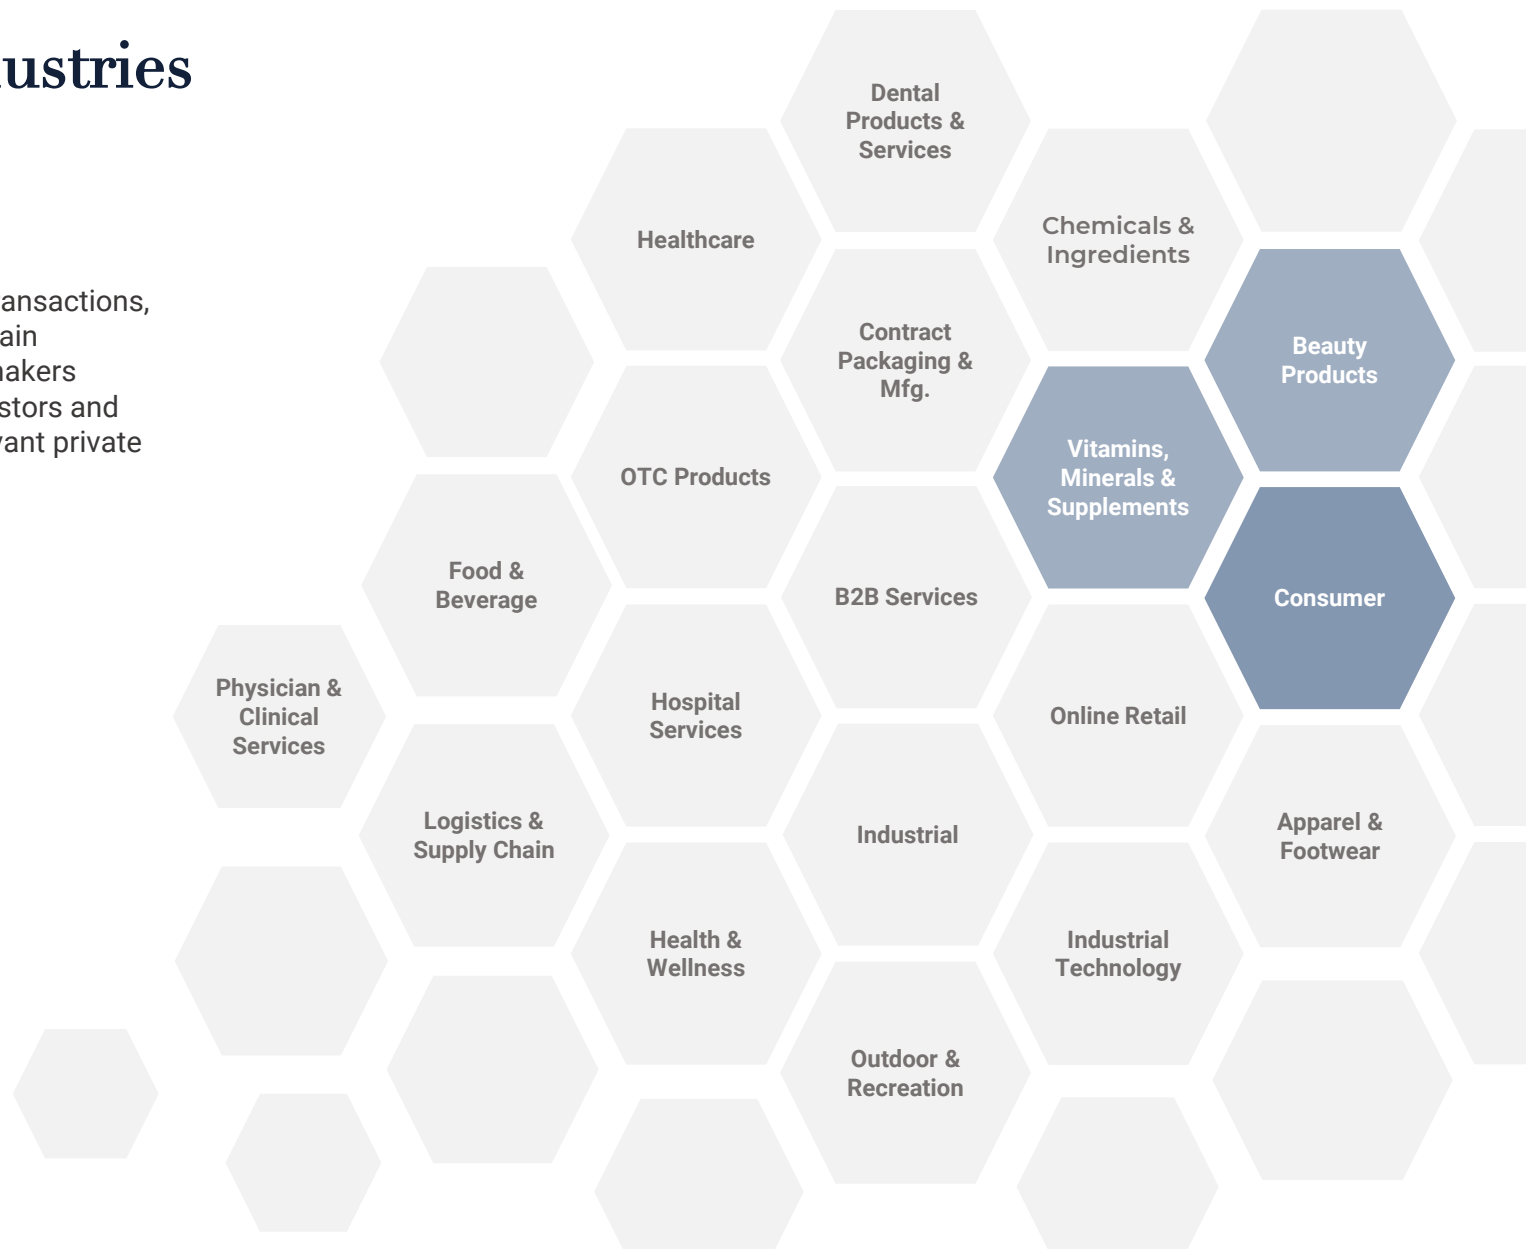 ustries
ansactions,
ain
nakers
stors and
vant private
Dental
Products &
Services
Healthcare
Chemicals &
Ingredients
Contract
Packaging &
Mfg.
Beauty
Products
OTC Products
Vitamins,
Minerals &
Supplements
Food &
Beverage
B2B Services
Consumer
Physician &
Clinical
Services
Hospital
Services
Online Retail
Logistics &
Supply Chain
Industrial
Apparel &
Footwear
Health &
Wellness
Industrial
Technology
Outdoor &
Recreation